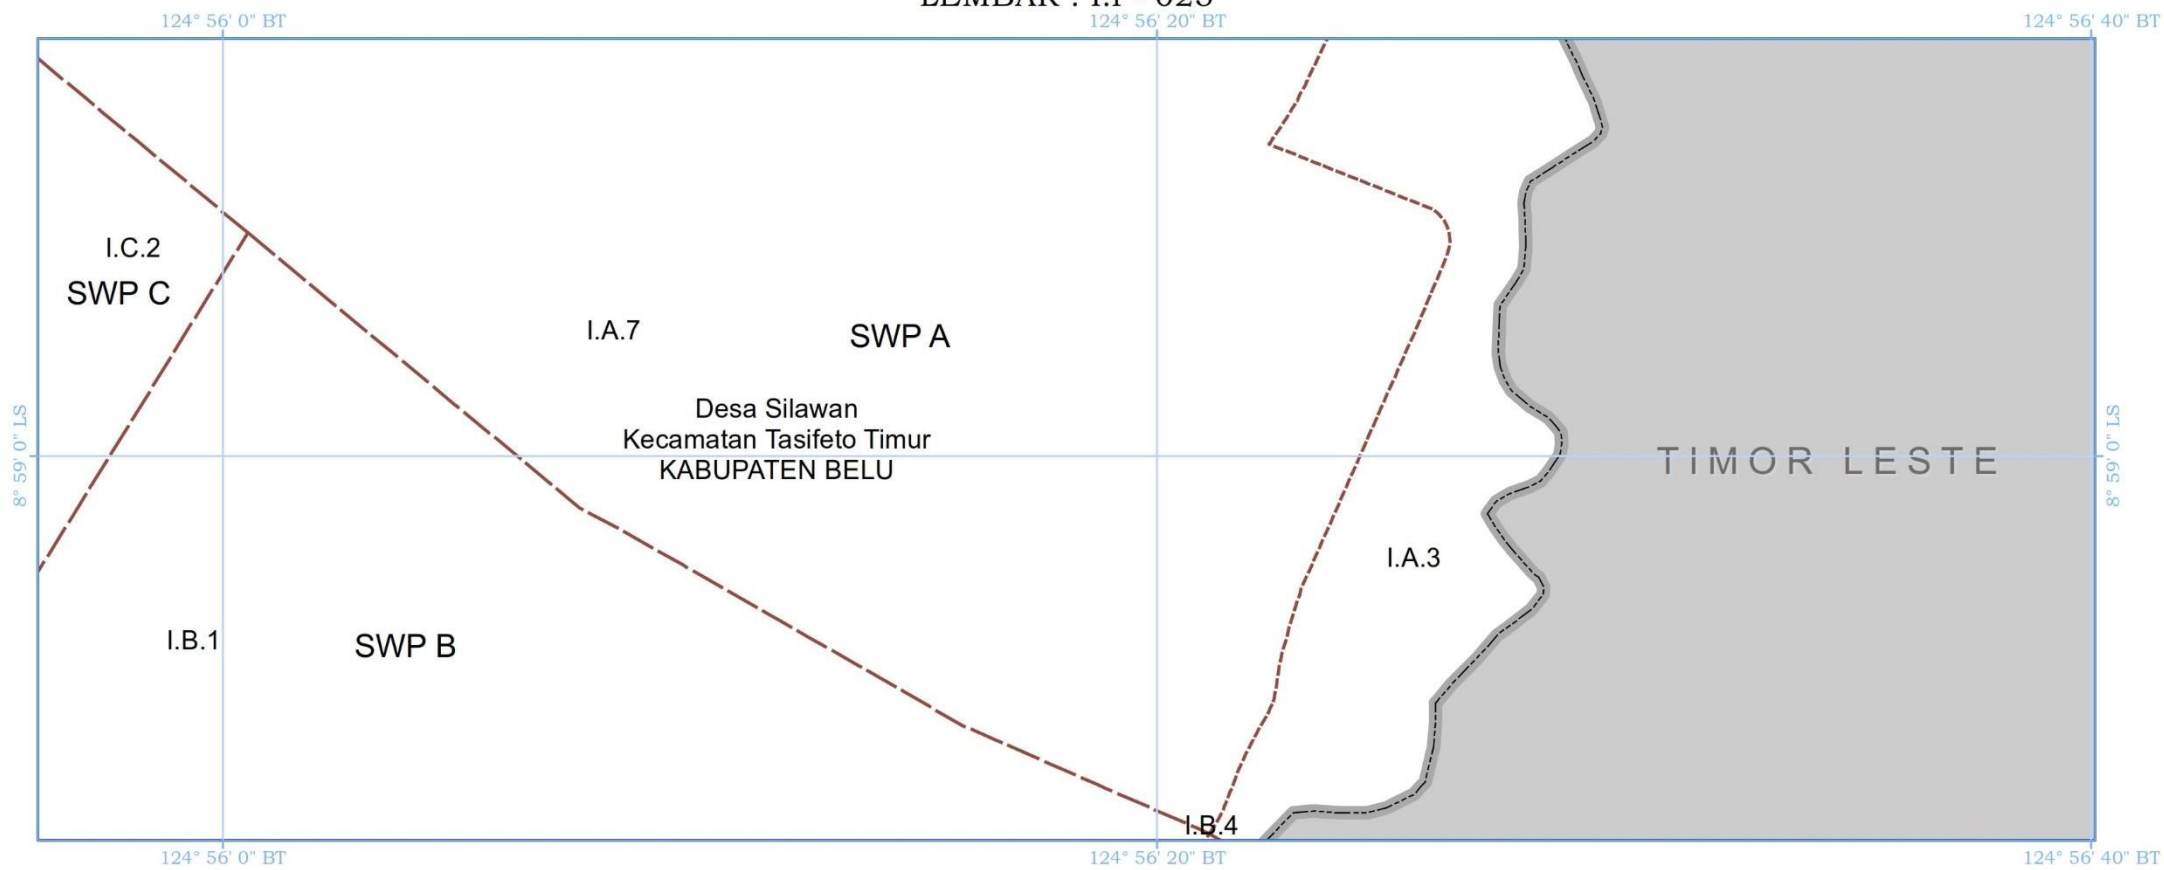 124° 56' 0" BT
124° 56' 20" BT
124° 56' 40" BT
I.C.2
SWP C
I.A.7
SWP A
Desa Silawan
Kecamatan Tasifeto Timur
KABUPATEN BELU
8° 59' 0" LS
8° 59' 0" LS
TIMOR LESTE
I.A.3
I.B.1
SWP B
I.B.4
124° 56' 0" BT
124° 56' 20" BT
124° 56' 40" BT